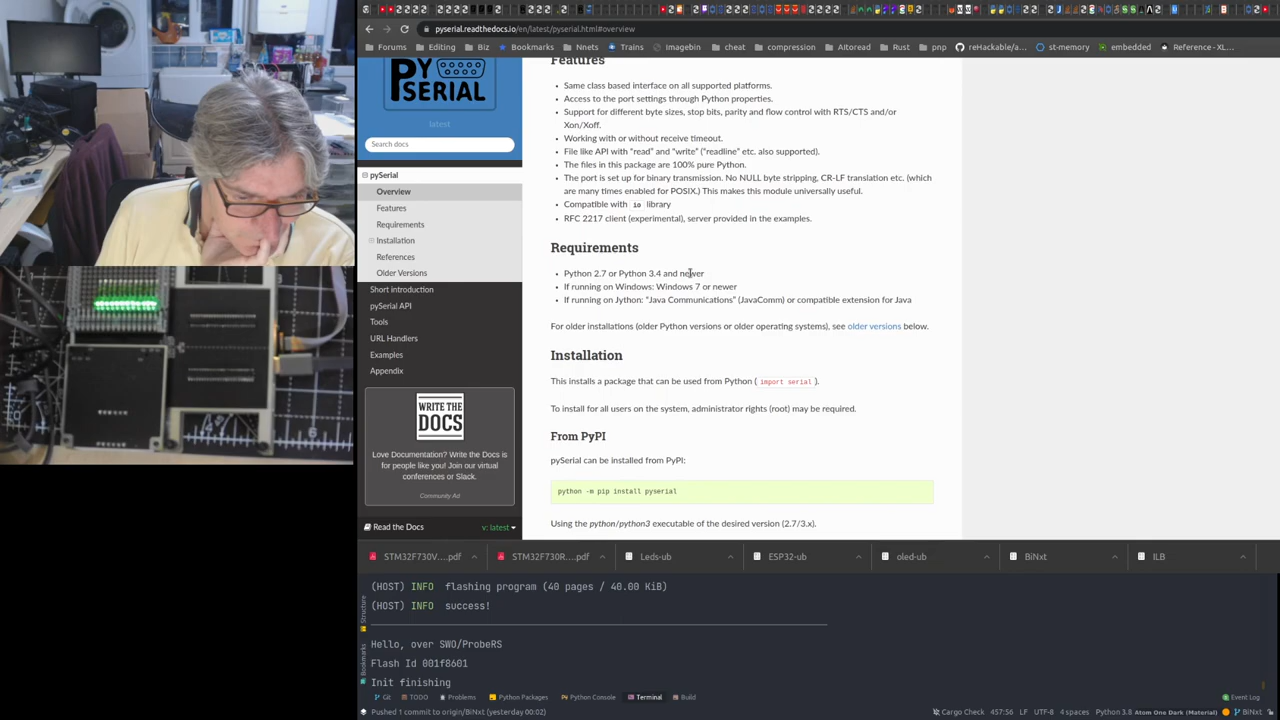 pyserial.readthedocs.io/en/latest/pyserial.html#overview
Forums Editing Biz Bookmarks Nnets Trains Imagebin cheat compression Aitoread Rust pnp reHackable/a... st-memory embedded Reference - XL...
PY
SERIAL
latest
Search docs
pySerial
Overview
Features
Requirements
Installation
References
Older Versions
Short introduction
pySerial API
Tools
URL Handlers
Examples
Appendix
WRITE
THE
DOCS
Love Documentation? Write the Docs is
for people like you! Join our virtual
conferences or Slack.
Community Ad
Read the Docs v: latest
Features
Same class based interface on all supported platforms.
Access to the port settings through Python properties.
Support for different byte sizes, stop bits, parity and flow control with RTS/CTS and/or
Xon/Xoff.
Working with or without receive timeout.
File like API with “read” and “write” (“readline” etc. also supported).
The files in this package are 100% pure Python.
The port is set up for binary transmission. No NULL byte stripping, CR-LF translation etc. (which
are many times enabled for POSIX.) This makes this module universally useful.
Compatible with io library
RFC 2217 client (experimental), server provided in the examples.
Requirements
Python 2.7 or Python 3.4 and newer
If running on Windows: Windows 7 or newer
If running on Jython: “Java Communications” (JavaComm) or compatible extension for Java
For older installations (older Python versions or older operating systems), see older versions below.
Installation
This installs a package that can be used from Python ( import serial ).
To install for all users on the system, administrator rights (root) may be required.
From PyPI
pySerial can be installed from PyPI:
python -m pip install pyserial
Using the python/python3 executable of the desired version (2.7/3.x).
STM32F730V....pdf STM32F730R....pdf Leds-ub ESP32-ub oled-ub BiNxt ILB
(HOST) INFO flashing program (40 pages / 40.00 KiB)
(HOST) INFO success!
Hello, over SWO/ProbeRS
Flash Id 001f8601
Init finishing
Structure
Bookmarks
Git TODO Problems Python Packages Python Console Terminal Build Event Log
Pushed 1 commit to origin/BiNxt (yesterday 00:02) Cargo Check 457:56 LF UTF-8 4 spaces Python 3.8 Atom One Dark (Material) BiNxt